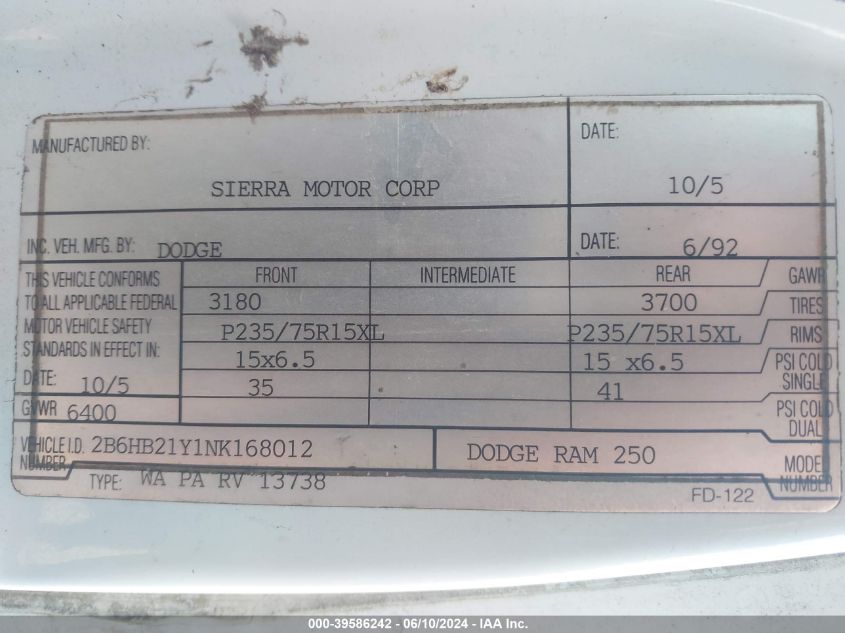 MANUFACTURED BY: DATE:
SIERRA MOTOR CORP 10/5
INC. VEH. MFG. BY: DODGE DATE: 6/92
THIS VEHICLE CONFORMS FRONT INTERMEDIATE REAR GAWR
TO ALL APPLICABLE FEDERAL 3180 3700 TIRES
MOTOR VEHICLE SAFETY P235/75R15XL P235/75R15XL RIMS
STANDARDS IN EFFECT IN: 15x6.5 15 x6.5 PSI COLD SINGLE
DATE: 10/5 35 41
GVWR 6400 PSI COLD DUAL
VEHICLE I.D. NUMBER 2B6HB21Y1NK168012 DODGE RAM 250 MODEL NUMBER
TYPE: WA PA RV 13738 FD-122
000-39586242 - 06/10/2024 - IAA Inc.